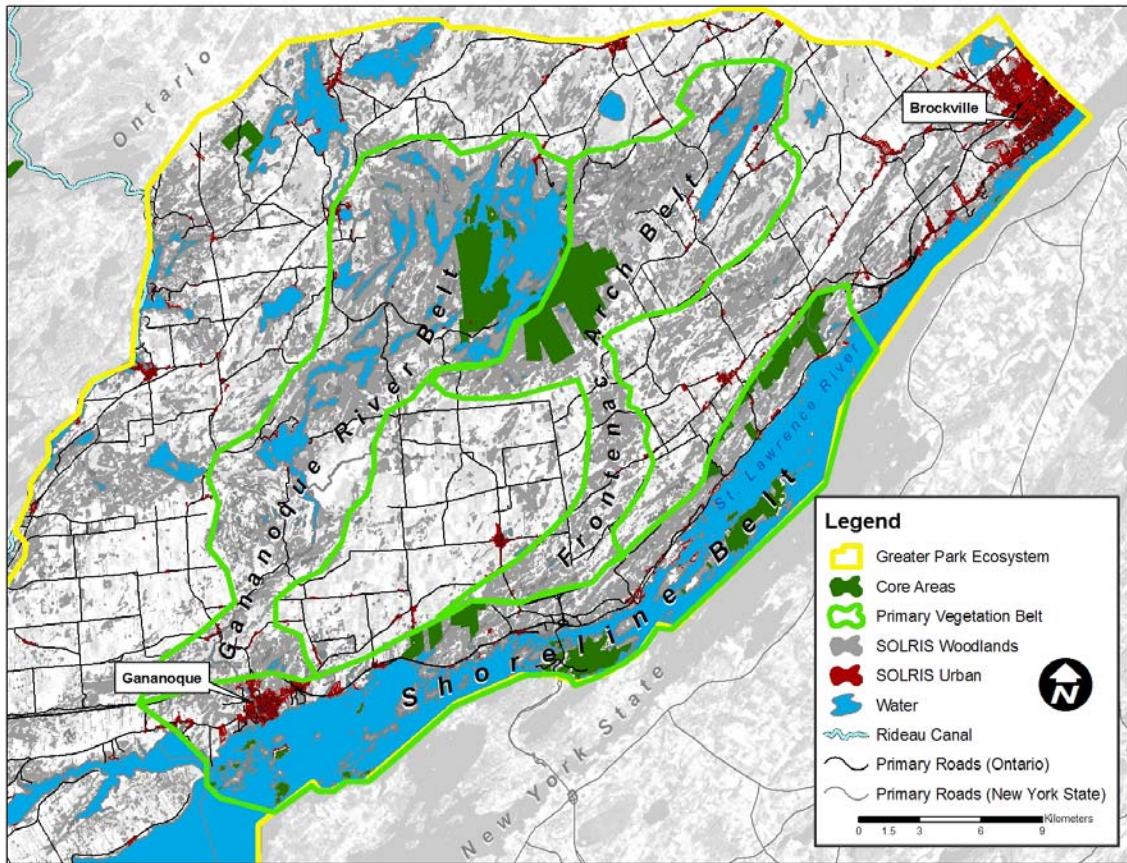 Ontario
Brockville
Gananoque River Belt
Frontenac Arch Belt
St. Lawrence River
Shoreline Belt
Gananoque
New York State
Legend
Greater Park Ecosystem
Core Areas
Primary Vegetation Belt
SOLRIS Woodlands
SOLRIS Urban
Water
Rideau Canal
Primary Roads (Ontario)
Primary Roads (New York State)
N
Kilometers
0 1.5 3 6 9